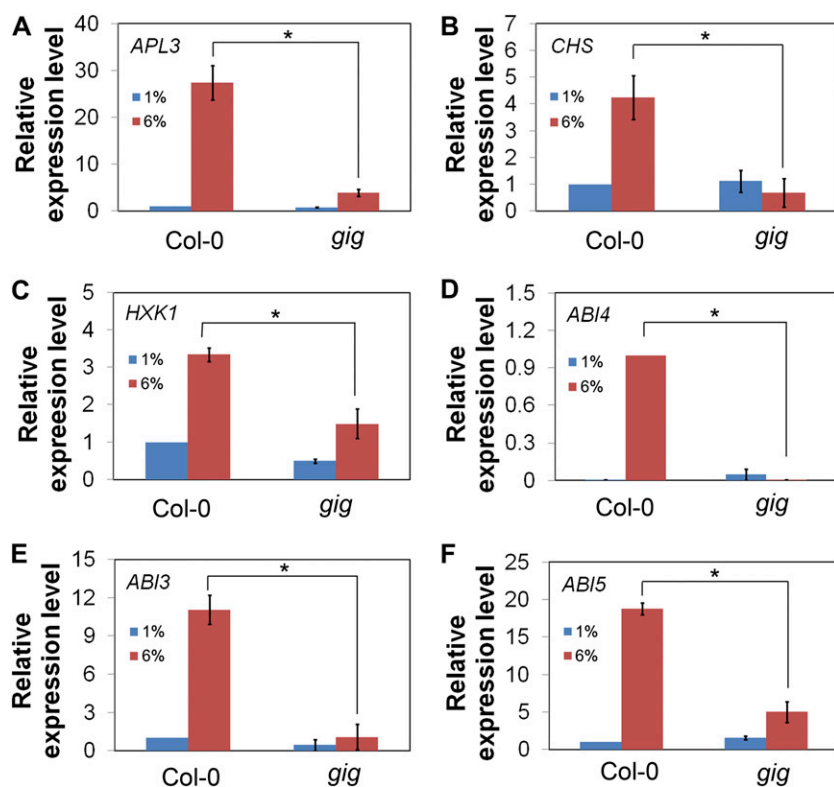 A
APL3
1%
6%
Relative expression level
40
30
20
10
0
Col-0
gig
*
B
CHS
1%
6%
Relative expression level
7
6
5
4
3
2
1
0
Col-0
gig
*
C
HXK1
1%
6%
Relative expreesion level
5
4
3
2
1
0
Col-0
gig
*
D
ABI4
1%
6%
Relative expression level
1.5
1.2
0.9
0.6
0.3
0
Col-0
gig
*
E
ABI3
1%
6%
Relative expression level
15
12
9
6
3
0
Col-0
gig
*
F
ABI5
1%
6%
Relative expression level
25
20
15
10
5
0
Col-0
gig
*